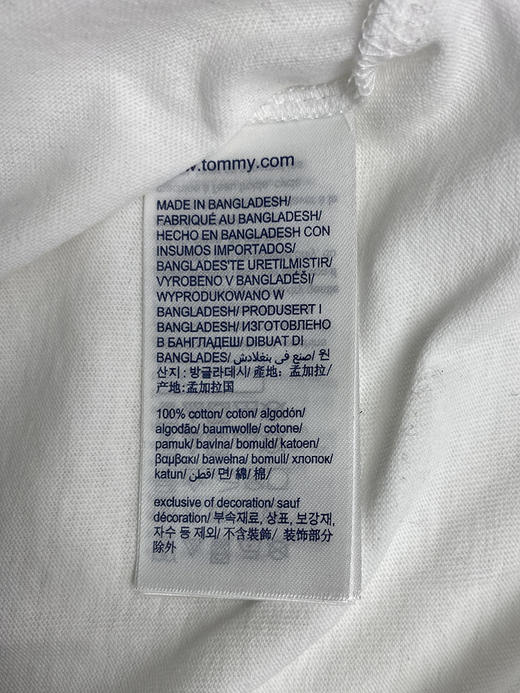 .tommy.com
MADE IN BANGLADESH/
FABRIQUÉ AU BANGLADESH/
HECHO EN BANGLADESH CON
INSUMOS IMPORTADOS/
BANGLADES'TE URETILMISTIR/
VYROBENO V BANGLADÉŠI/
WYPRODUKOWANO W
BANGLADESH/ PRODUSERT I
BANGLADESH/ ИЗГОТОВЛЕНО
В БАНГЛАДЕШ/ DIBUAT DI
BANGLADES/ صنع في بنغلادش/ 원
산지 : 방글라데시/ 產地: 孟加拉/
产地:孟加拉国
100% cotton/ coton/ algodón/
algodão/ baumwolle/ cotone/
pamuk/ bavlna/ bomuld/ katoen/
βαμβακι/ bawełna/ bomull/ хлопок/
katun/ قطن/ 면/ 綿/ 棉/
exclusive of decoration/ sauf
décoration/ 부속재료, 상표, 보강재,
자수 등 제외/ 不含裝飾/ 装饰部分
除外